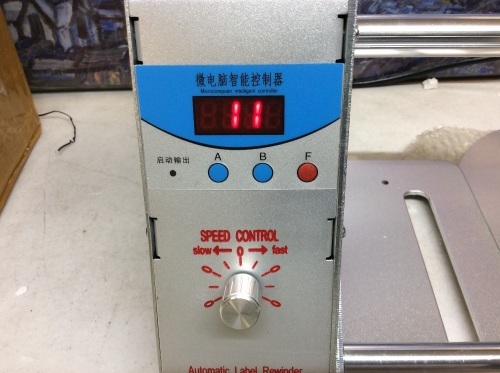 微电脑智能控制器
Microcomputer intelligent controller
11
启动输出 A B F
SPEED CONTROL
slow 0 fast
Automatic Label Rewinder